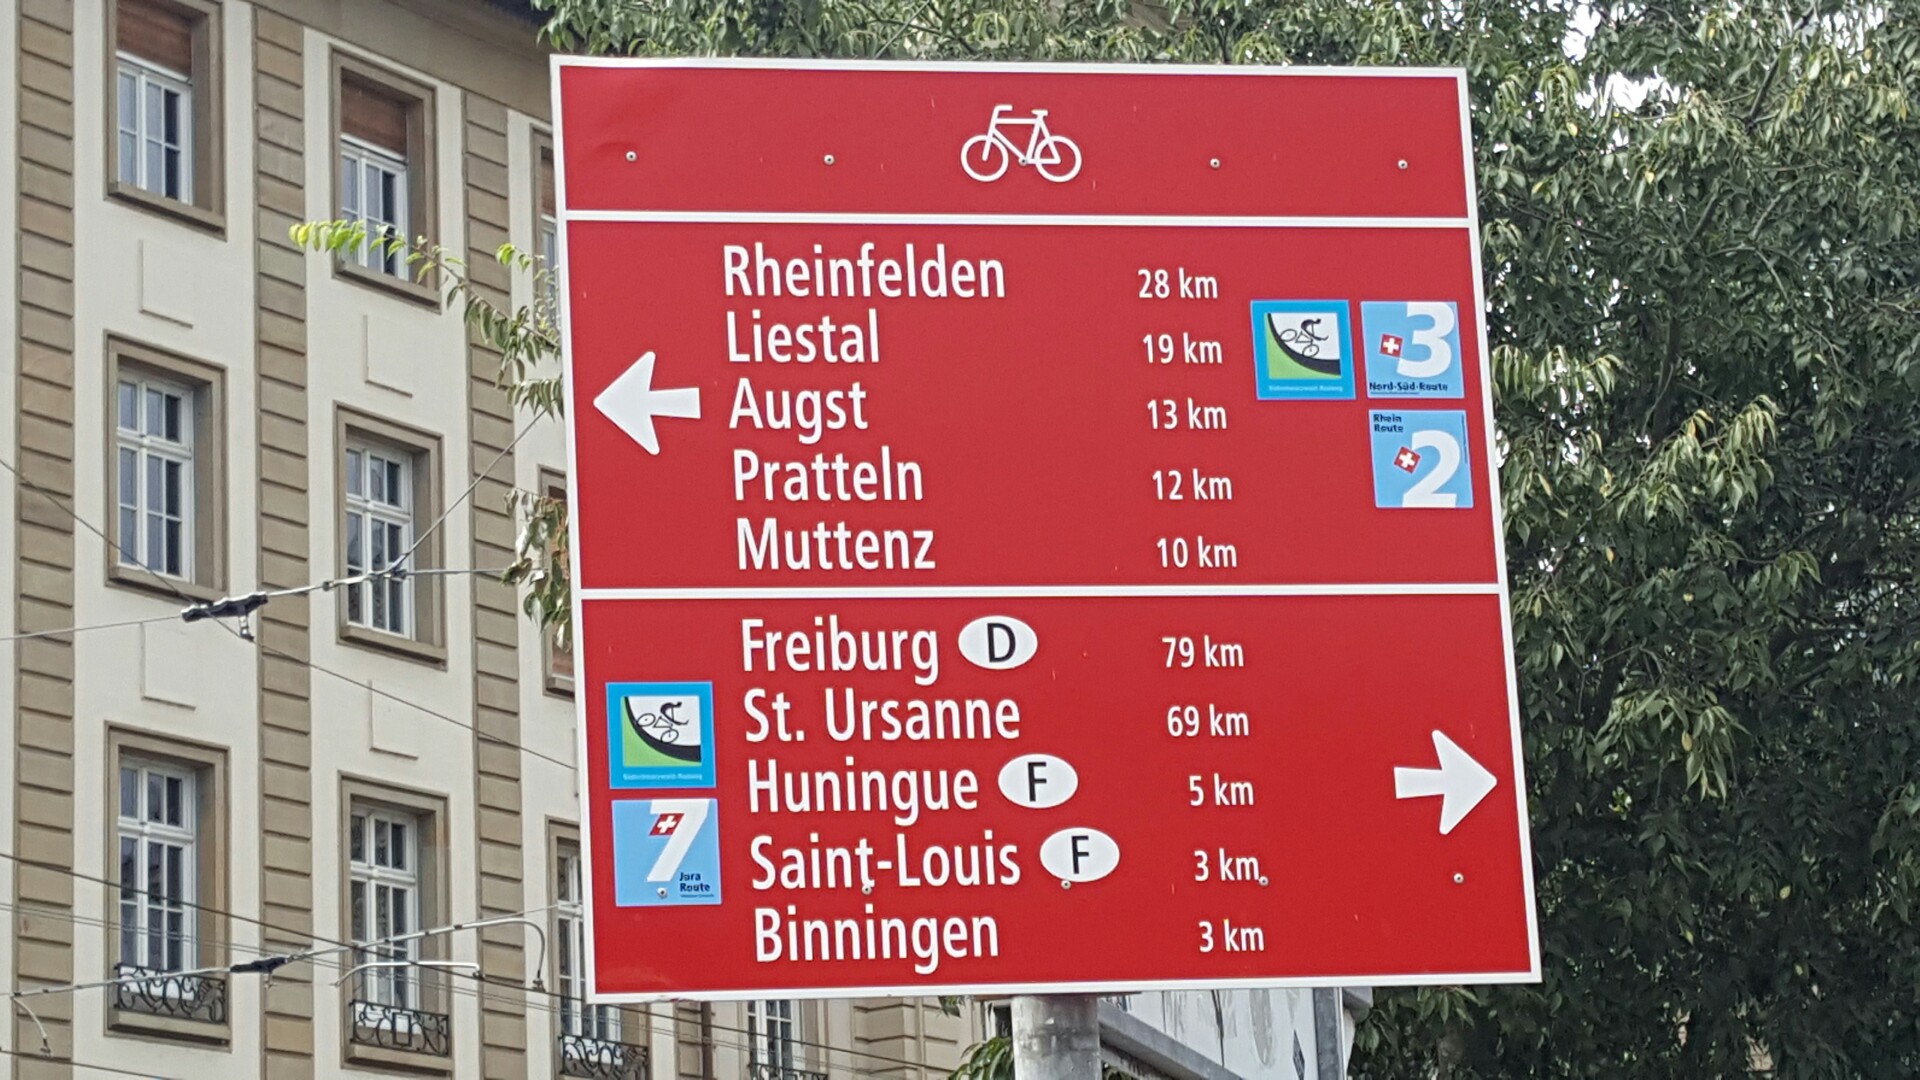 Rheinfelden 28 km
Liestal 19 km
Augst 13 km
Pratteln 12 km
Muttenz 10 km
3
Nord-Süd-Route
Rhein
Route
2
Freiburg D 79 km
St. Ursanne 69 km
Huningue F 5 km
Saint-Louis F 3 km
Binningen 3 km
7
Jura
Route